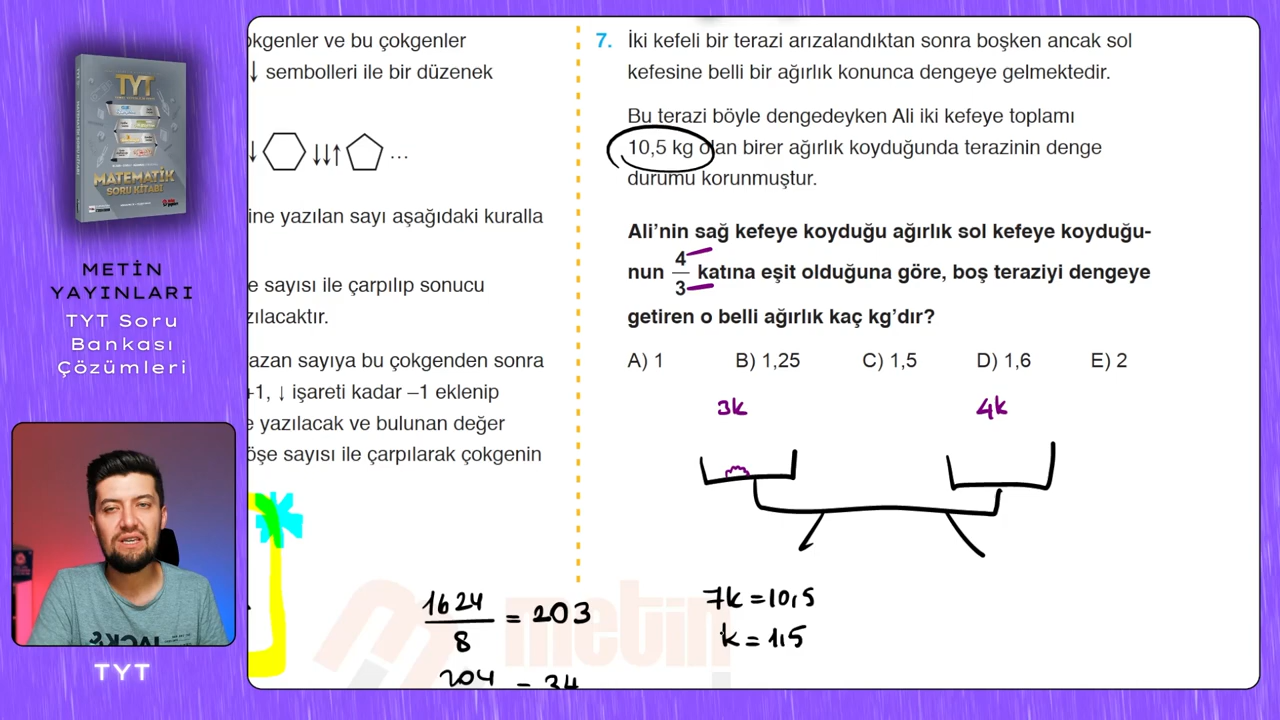 TYT
MATEMATİK
SORU KİTABI
METİN
YAYINLARI
TYT Soru
Bankası
Çözümleri
TYT
okgenler ve bu çokgenler
↓ sembolleri ile bir düzenek
↓ ↓↓↑ ...
ine yazılan sayı aşağıdaki kuralla
e sayısı ile çarpılıp sonucu
zılacaktır.
azan sayıya bu çokgenden sonra
+1, ↓ işareti kadar –1 eklenip
e yazılacak ve bulunan değer
öşe sayısı ile çarpılarak çokgenin
1624/8 = 203
204 = 34
7. İki kefeli bir terazi arızalandıktan sonra boşken ancak sol
kefesine belli bir ağırlık konunca dengeye gelmektedir.
Bu terazi böyle dengedeyken Ali iki kefeye toplamı
10,5 kg olan birer ağırlık koyduğunda terazinin denge
durumu korunmuştur.
Ali'nin sağ kefeye koyduğu ağırlık sol kefeye koyduğu-
nun 4/3 katına eşit olduğuna göre, boş teraziyi dengeye
getiren o belli ağırlık kaç kg'dır?
A) 1 B) 1,25 C) 1,5 D) 1,6 E) 2
3k 4k
7k = 10,5
k = 1,5
metin